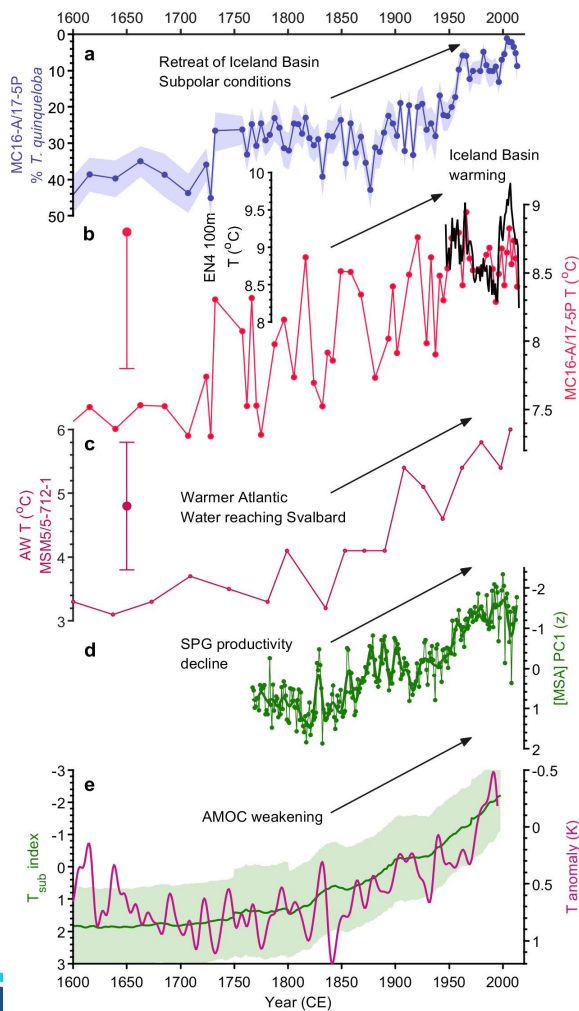 1600 1650 1700 1750 1800 1850 1900 1950 2000
a
0
10
20
30
40
50
MC16-A/17-5P
% T. quinqueloba
Retreat of Iceland Basin
Subpolar conditions
b
EN4 100m
T (°C)
10
9.5
9
8.5
8
Iceland Basin
warming
9
8.5
8
7.5
MC16-A/17-5P T (°C)
c
6
5
4
3
AW T (°C)
MSM5/5-712-1
Warmer Atlantic
Water reaching Svalbard
d
SPG productivity
decline
-2
-1
0
1
2
[MSA] PC1 (z)
e
-3
-2
-1
0
1
2
3
Tsub index
AMOC weakening
-0.5
0
0.5
1
T anomaly (K)
1600 1650 1700 1750 1800 1850 1900 1950 2000
Year (CE)